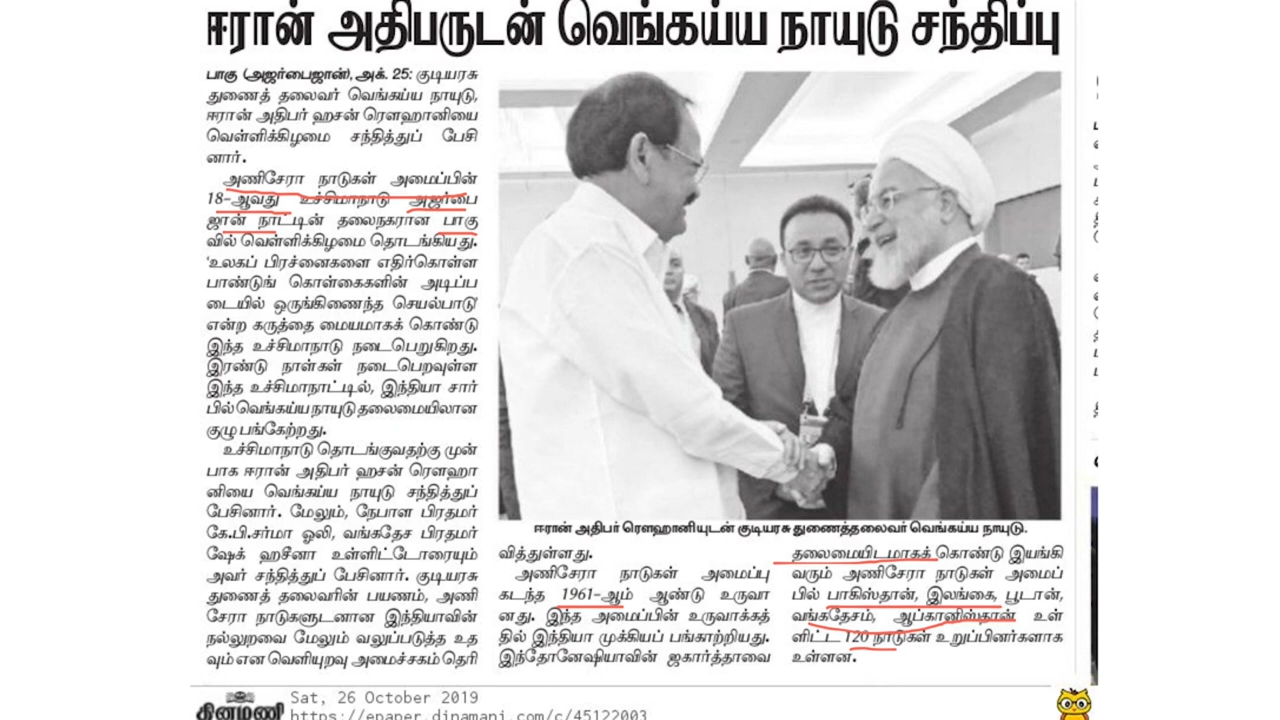 ஈரான் அதிபருடன் வெங்கய்ய நாயுடு சந்திப்பு
பாகு (அஜர்பைஜான்), அக். 25: குடியரசு
துணைத் தலைவர் வெங்கய்ய நாயுடு,
ஈரான் அதிபர் ஹசன் ரௌஹானியை
வெள்ளிக்கிழமை சந்தித்துப் பேசி
னார்.
அணிசேரா நாடுகள் அமைப்பின்
18-ஆவது உச்சிமாநாடு அஜர்பை
ஜான் நாட்டின் தலைநகரான பாகு
வில் வெள்ளிக்கிழமை தொடங்கியது.
'உலகப் பிரச்னைகளை எதிர்கொள்ள
பாண்டுங் கொள்கைகளின் அடிப்ப
டையில் ஒருங்கிணைந்த செயல்பாடு'
என்ற கருத்தை மையமாகக் கொண்டு
இந்த உச்சிமாநாடு நடைபெறுகிறது.
இரண்டு நாள்கள் நடைபெறவுள்ள
இந்த உச்சிமாநாட்டில், இந்தியா சார்
பில் வெங்கய்ய நாயுடு தலைமையிலான
குழு பங்கேற்றது.
உச்சிமாநாடு தொடங்குவதற்கு முன்
பாக ஈரான் அதிபர் ஹசன் ரௌஹா
னியை வெங்கய்ய நாயுடு சந்தித்துப்
பேசினார். மேலும், நேபாள பிரதமர்
கே.பி.சர்மா ஓலி, வங்கதேச பிரதமர்
ஷேக் ஹசீனா உள்ளிட்டோரையும்
அவர் சந்தித்துப் பேசினார். குடியரசு
துணைத் தலைவரின் பயணம், அணி
சேரா நாடுகளுடனான இந்தியாவின்
நல்லுறவை மேலும் வலுப்படுத்த உத
வும் என வெளியுறவு அமைச்சகம் தெரி
ஈரான் அதிபர் ரௌஹானியுடன் குடியரசு துணைத்தலைவர் வெங்கய்ய நாயுடு.
வித்துள்ளது.
அணிசேரா நாடுகள் அமைப்பு
கடந்த 1961-ஆம் ஆண்டு உருவா
னது. இந்த அமைப்பின் உருவாக்கத்
தில் இந்தியா முக்கியப் பங்காற்றியது.
இந்தோனேஷியாவின் ஜகார்த்தாவை
தலைமையிடமாகக் கொண்டு இயங்கி
வரும் அணிசேரா நாடுகள் அமைப்
பில் பாகிஸ்தான், இலங்கை, பூடான்,
வங்கதேசம், ஆப்கானிஸ்தான் உள்
ளிட்ட 120 நாடுகள் உறுப்பினர்களாக
உள்ளன.
தினமணி
Sat, 26 October 2019
https://epaper.dinamani.com/c/45122003